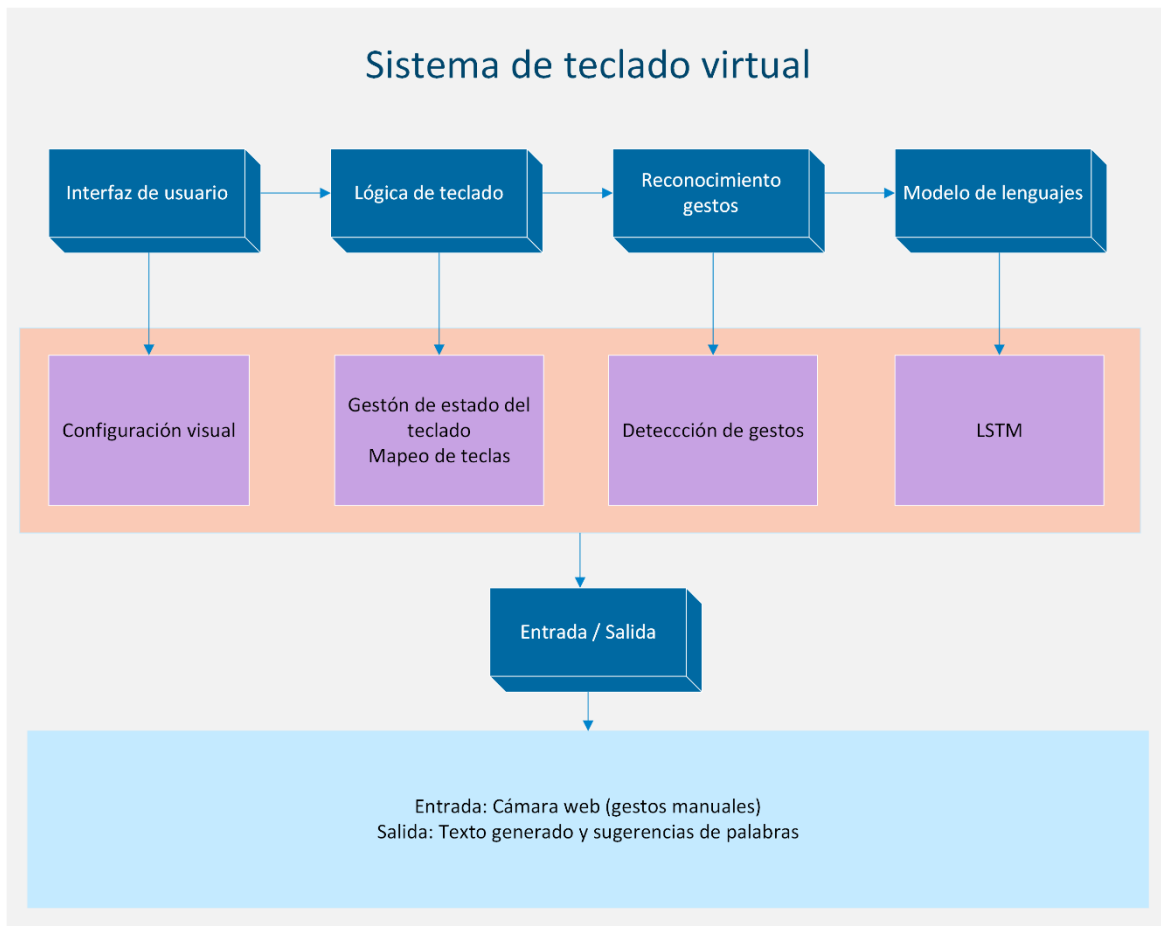 Sistema de teclado virtual
Interfaz de usuario
Lógica de teclado
Reconocimiento
gestos
Modelo de lenguajes
Configuración visual
Gestón de estado del
teclado
Mapeo de teclas
Deteccción de gestos
LSTM
Entrada / Salida
Entrada: Cámara web (gestos manuales)
Salida: Texto generado y sugerencias de palabras